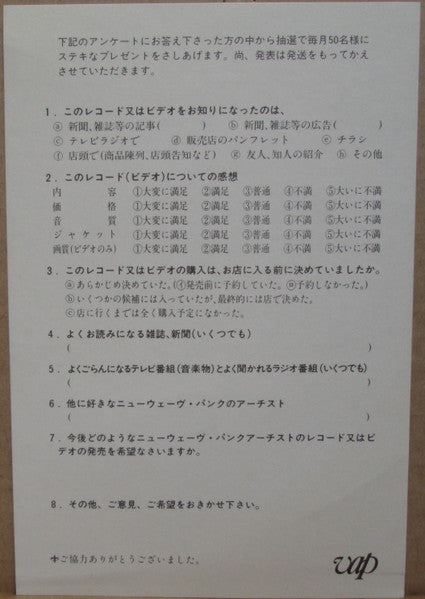 下記のアンケートにお答え下さった方の中から抽選で毎月50名様に
ステキなプレゼントをさしあげます。尚、発表は発送をもってかえ
させていただきます。
1．このレコード又はビデオをお知りになったのは、
ⓐ 新聞、雑誌等の記事(　　　) ⓑ 新聞、雑誌等の広告(　　　)
ⓒ テレビラジオで ⓓ 販売店のパンフレット ⓔ チラシ
ⓕ 店頭で(商品陳列、店頭告知など) ⓖ 友人、知人の紹介 ⓗ その他
2．このレコード(ビデオ)についての感想
内容 ①大変に満足 ②満足 ③普通 ④不満 ⑤大いに不満
価格 ①大変に満足 ②満足 ③普通 ④不満 ⑤大いに不満
音質 ①大変に満足 ②満足 ③普通 ④不満 ⑤大いに不満
ジャケット ①大変に満足 ②満足 ③普通 ④不満 ⑤大いに不満
画質(ビデオのみ) ①大変に満足 ②満足 ③普通 ④不満 ⑤大いに不満
3．このレコード又はビデオの購入は、お店に入る前に決めていましたか。
ⓐあらかじめ決めていた。(発売前に予約していた。予約しなかった。)
ⓑいくつかの候補には入っていたが、最終的には店で決めた。
ⓒ店に行くまでは全く購入予定になかった。
4．よくお読みになる雑誌、新聞(いくつでも)
(　　　)
5．よくごらんになるテレビ番組(音楽物)とよく聞かれるラジオ番組(いくつでも)
(　　　)
6．他に好きなニューウェーヴ・パンクのアーチスト
(　　　)
7．今後どのようなニューウェーヴ・パンクアーチストのレコード又はビ
デオの発売を希望なさいますか。
8．その他、ご意見、ご希望をおきかせ下さい。
✚ご協力ありがとうございました。
vap